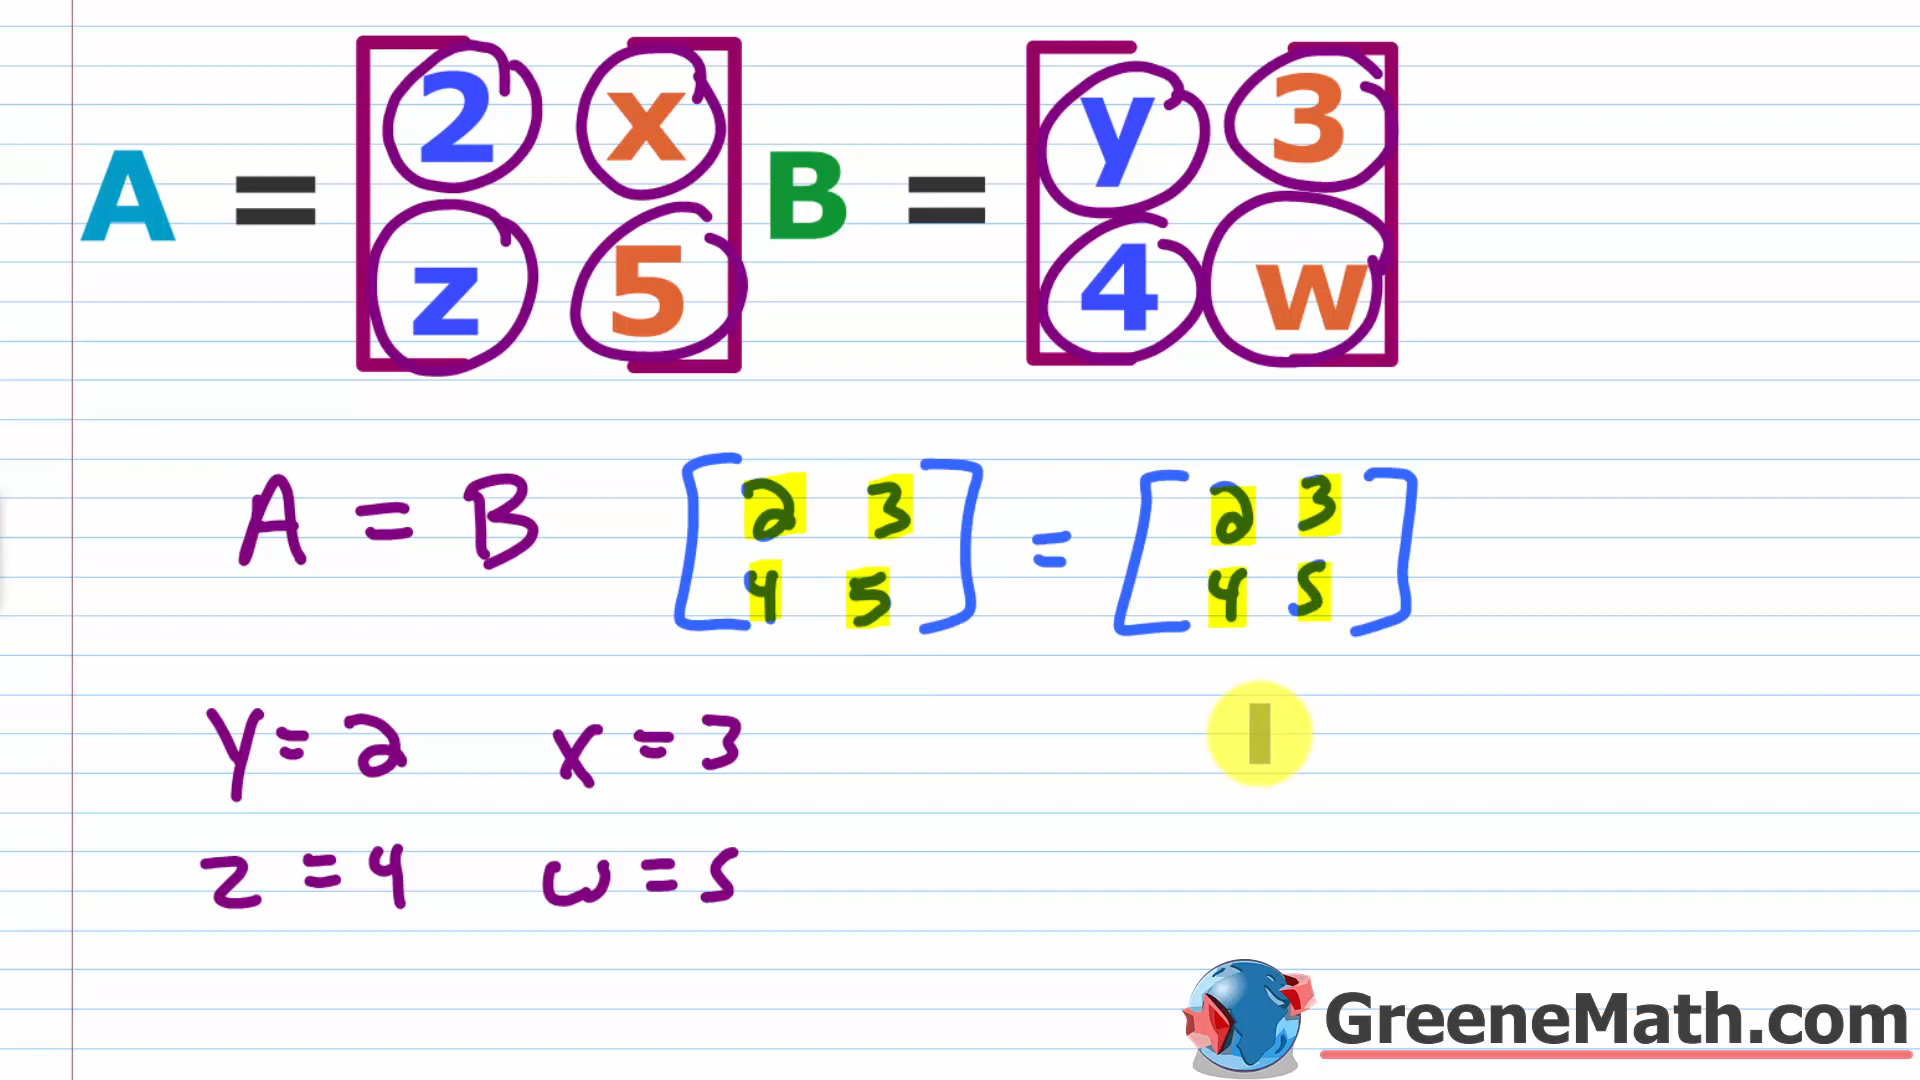 A = [2 x B = [y 3
z 5] 4 w]
A = B [2 3 = [2 3
4 5] 4 5]
y = 2 x = 3
z = 4 w = 5
GreeneMath.com